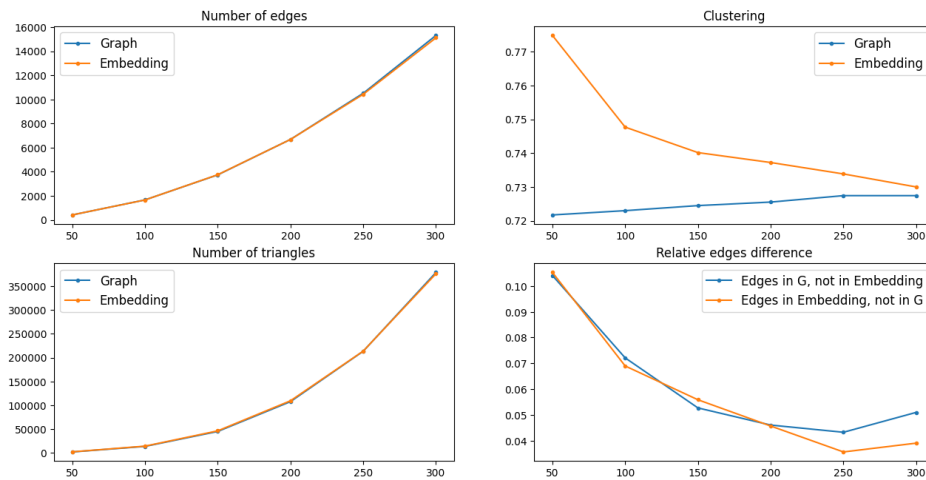 Number of edges
16000
14000
12000
10000
8000
6000
4000
2000
0
50 100 150 200 250 300
Graph
Embedding
Clustering
0.77
0.76
0.75
0.74
0.73
0.72
50 100 150 200 250 300
Graph
Embedding
Number of triangles
350000
300000
250000
200000
150000
100000
50000
0
50 100 150 200 250 300
Graph
Embedding
Relative edges difference
0.10
0.09
0.08
0.07
0.06
0.05
0.04
50 100 150 200 250 300
Edges in G, not in Embedding
Edges in Embedding, not in G